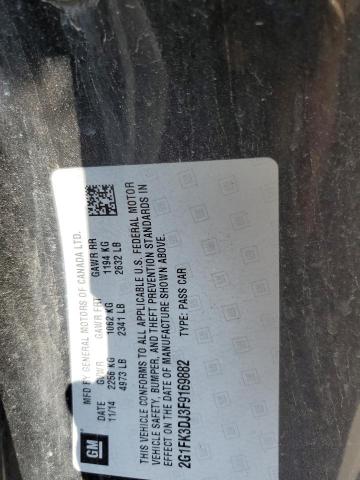 GM
MFD BY GENERAL MOTORS OF CANADA LTD.
DATE GVWR GAWR FRT GAWR RR
11/14 2256 KG 1062 KG 1194 KG
4973 LB 2341 LB 2632 LB
THIS VEHICLE CONFORMS TO ALL APPLICABLE U.S. FEDERAL MOTOR
VEHICLE SAFETY, BUMPER, AND THEFT PREVENTION STANDARDS IN
EFFECT ON THE DATE OF MANUFACTURE SHOWN ABOVE.
2G1FK3DJ3F9169882 TYPE: PASS CAR